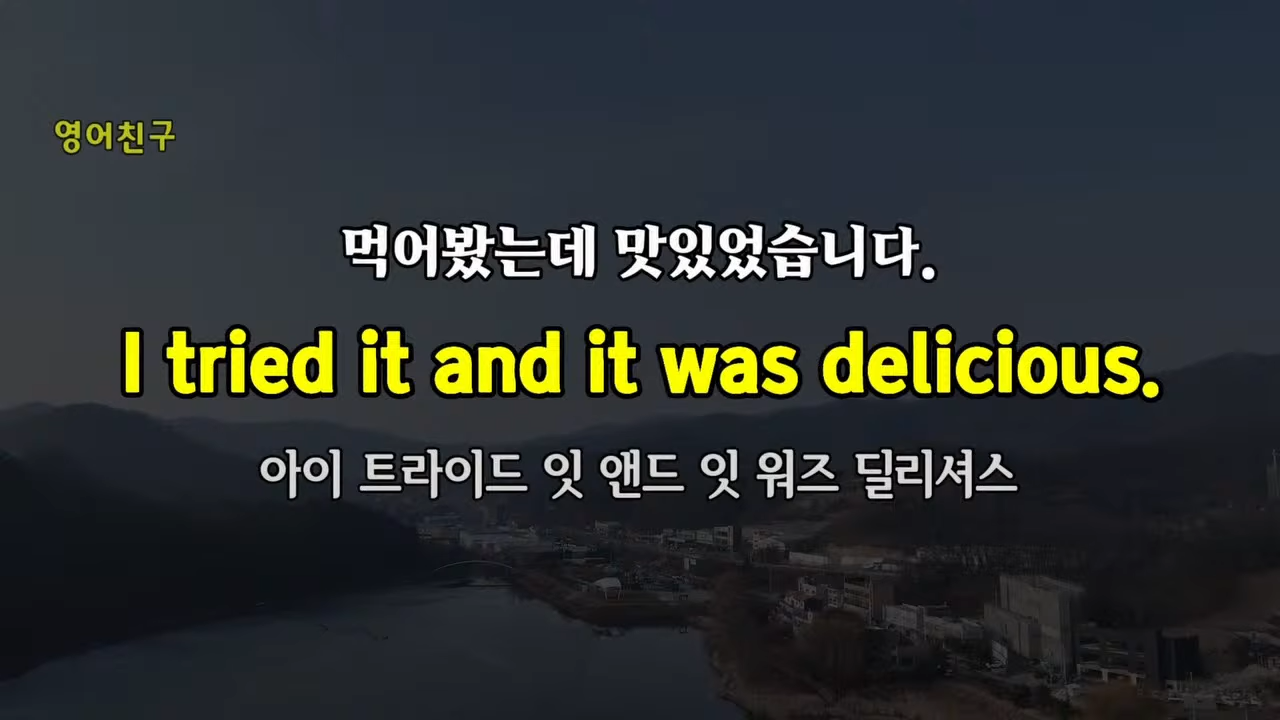 영어친구
먹어봤는데 맛있었습니다.
I tried it and it was delicious.
아이 트라이드 잇 앤드 잇 워즈 딜리셔스